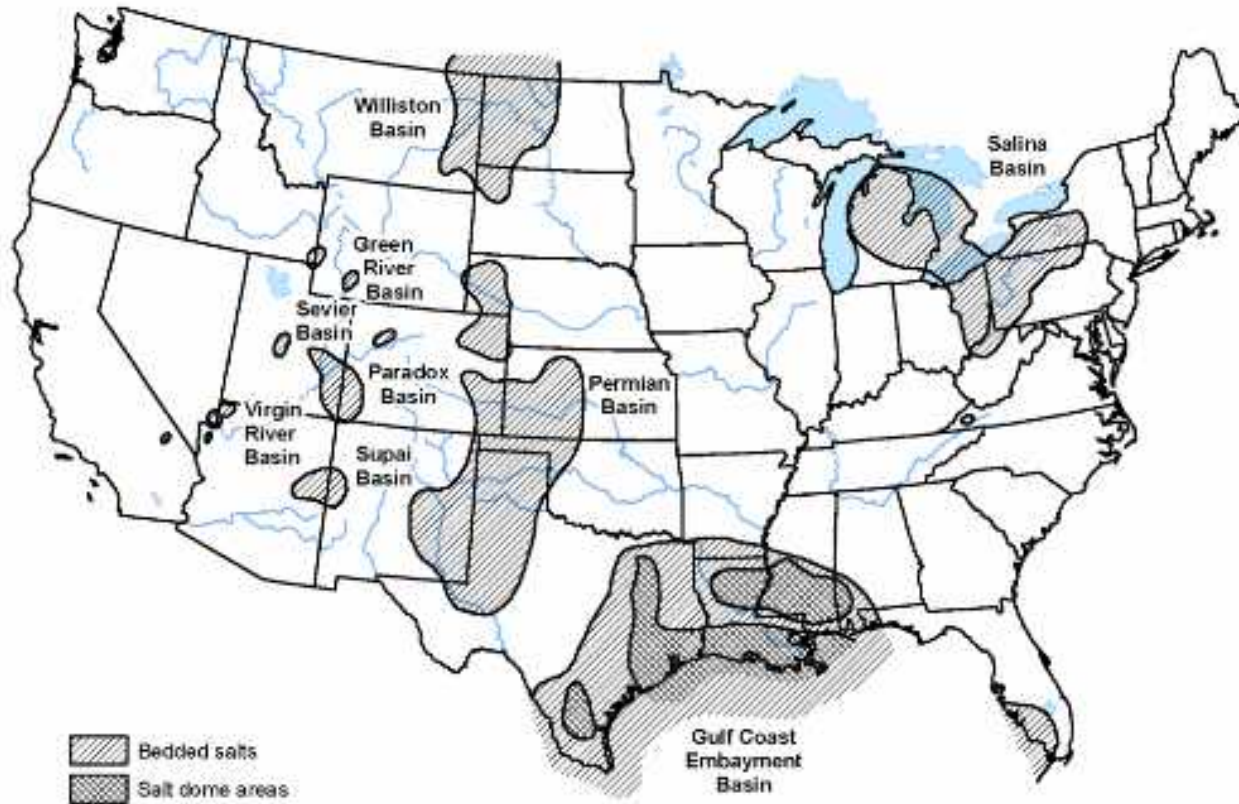 Williston
Basin
Salina
Basin
Green
River
Basin
Sevier
Basin
Paradox
Basin
Permian
Basin
Virgin
River
Basin
Supai
Basin
Gulf Coast
Embayment
Basin
Bedded salts
Salt dome areas